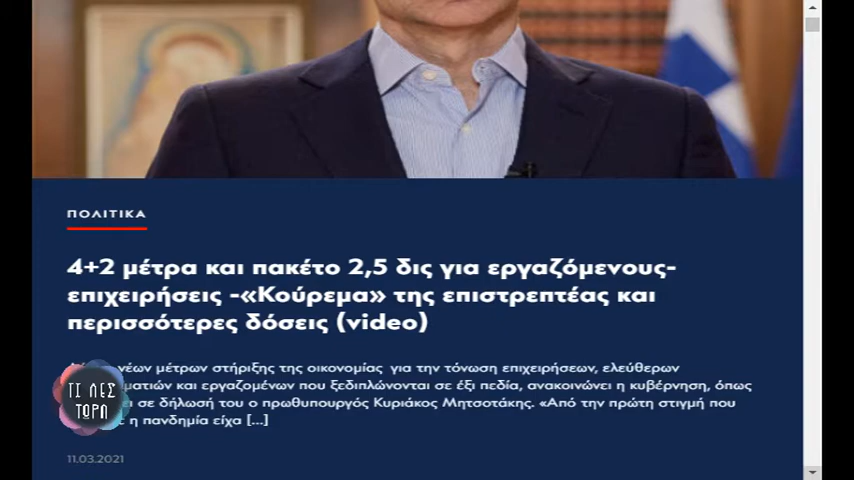 ΠΟΛΙΤΙΚΑ
4+2 μέτρα και πακέτο 2,5 δις για εργαζόμενους-
επιχειρήσεις -«Κούρεμα» της επιστρεπτέας και
περισσότερες δόσεις (video)
νέων μέτρων στήριξης της οικονομίας για την τόνωση επιχειρήσεων, ελεύθερων
ματιών και εργαζομένων που ξεδιπλώνονται σε έξι πεδία, ανακοινώνει η κυβέρνηση, όπως
σε δήλωσή του ο πρωθυπουργός Κυριάκος Μητσοτάκης. «Από την πρώτη στιγμή που
η πανδημία είχα [...]
ΤΙ ΛΕΣ
ΤΩΡΑ
11.03.2021